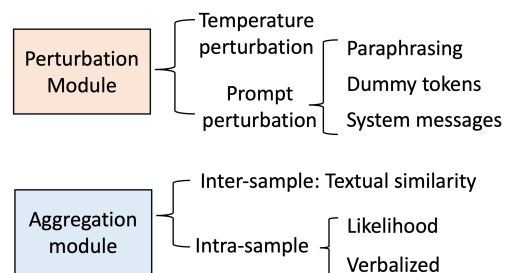 Perturbation
Module
Temperature
perturbation
Prompt
perturbation
Paraphrasing
Dummy tokens
System messages
Aggregation
module
Inter-sample: Textual similarity
Intra-sample
Likelihood
Verbalized